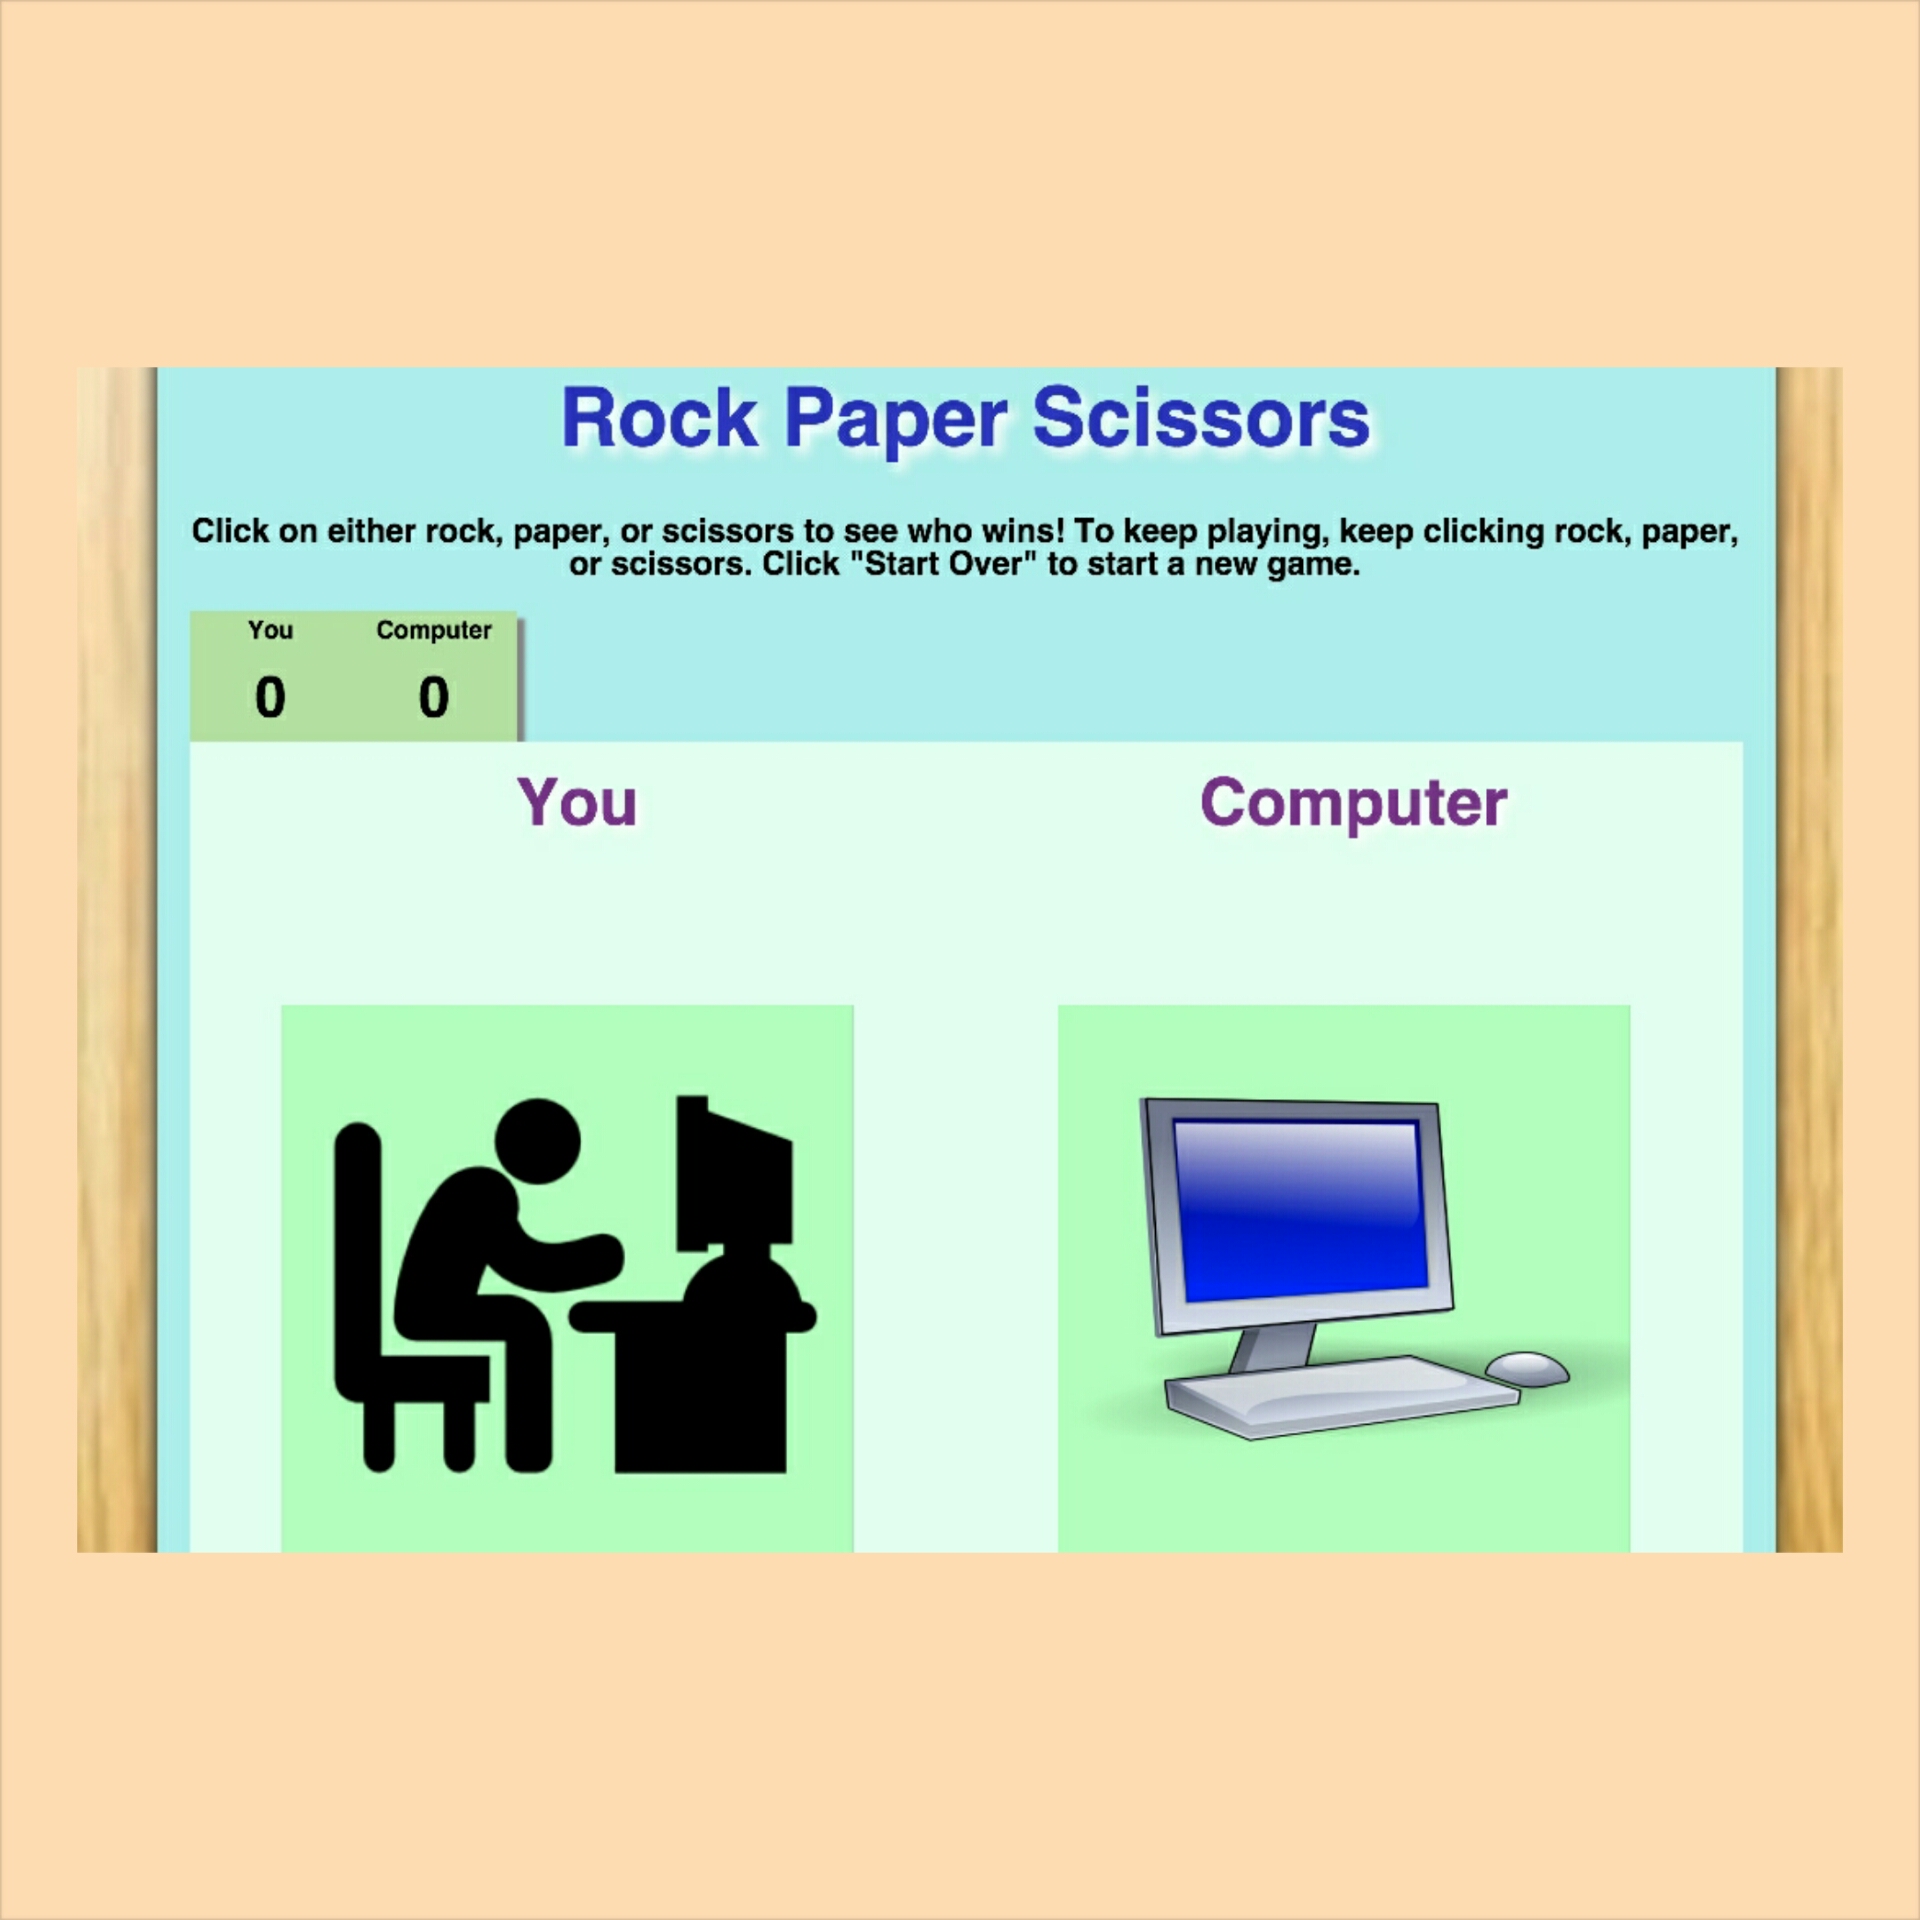 Rock Paper Scissors
Click on either rock, paper, or scissors to see who wins! To keep playing, keep clicking rock, paper,
or scissors. Click "Start Over" to start a new game.
You Computer
0 0
You Computer